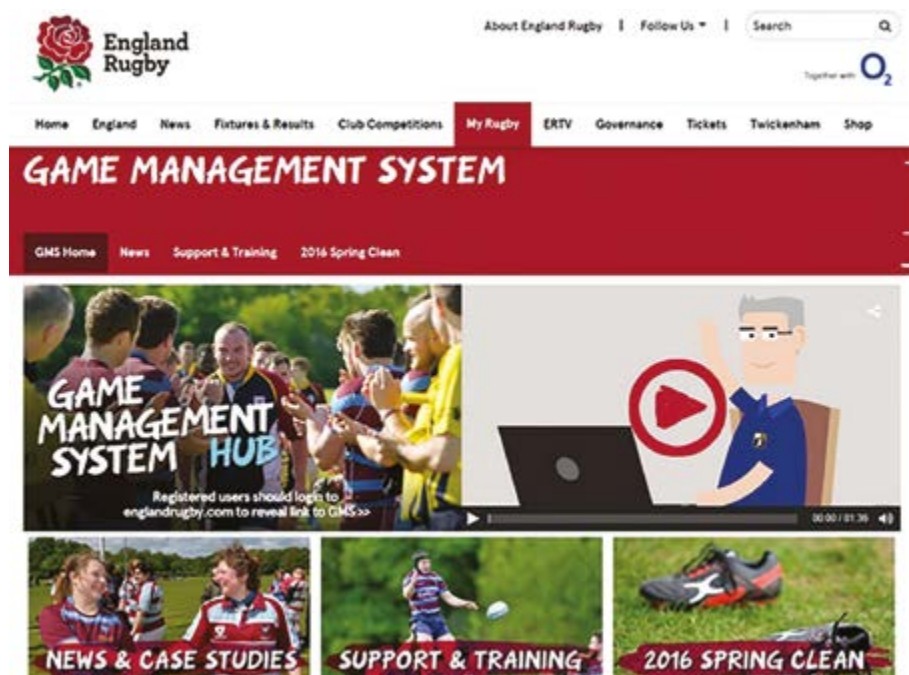 About England Rugby | Follow Us | Search
England
Rugby
Together with O2
Home England News Fixtures & Results Club Competitions My Rugby ERTV Governance Tickets Twickenham Shop
GAME MANAGEMENT SYSTEM
GMS Home News Support & Training 2016 Spring Clean
GAME
MANAGEMENT
SYSTEM HUB
Registered users should login to
englandrugby.com to reveal link to GMS >>
00:00 / 01:36
NEWS & CASE STUDIES
SUPPORT & TRAINING
2016 SPRING CLEAN